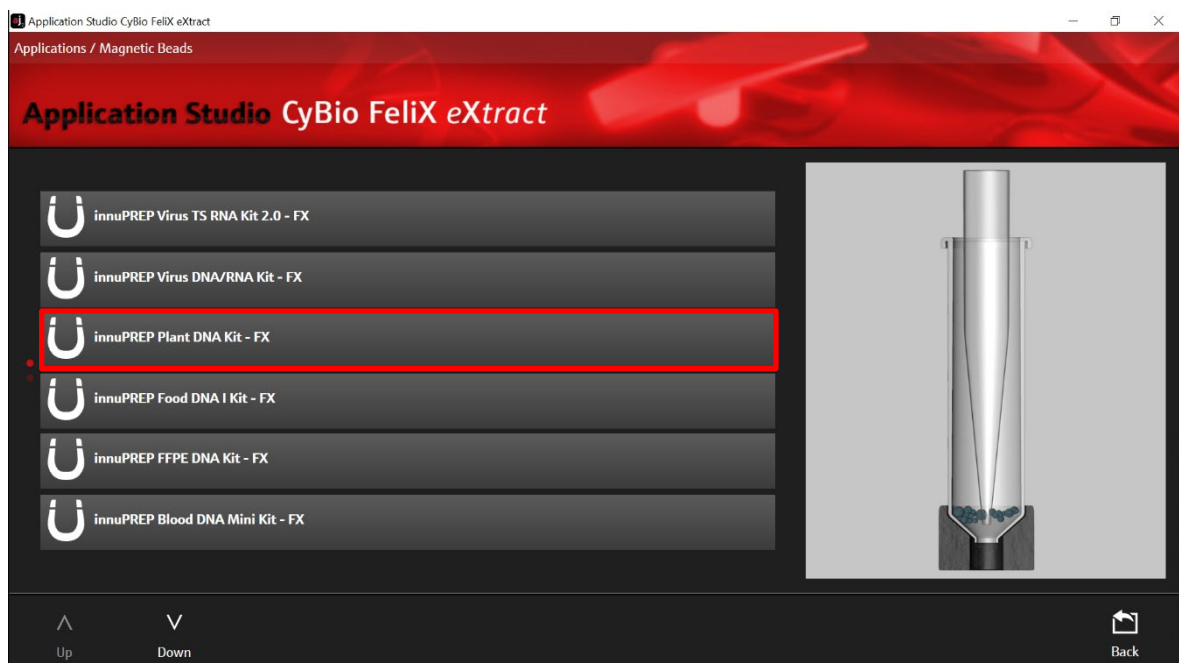 Application Studio CyBio FeliX eXtract
Applications / Magnetic Beads
Application Studio CyBio FeliX eXtract
innuPREP Virus TS RNA Kit 2.0 - FX
innuPREP Virus DNA/RNA Kit - FX
innuPREP Plant DNA Kit - FX
innuPREP Food DNA I Kit - FX
innuPREP FFPE DNA Kit - FX
innuPREP Blood DNA Mini Kit - FX
Up Down Back